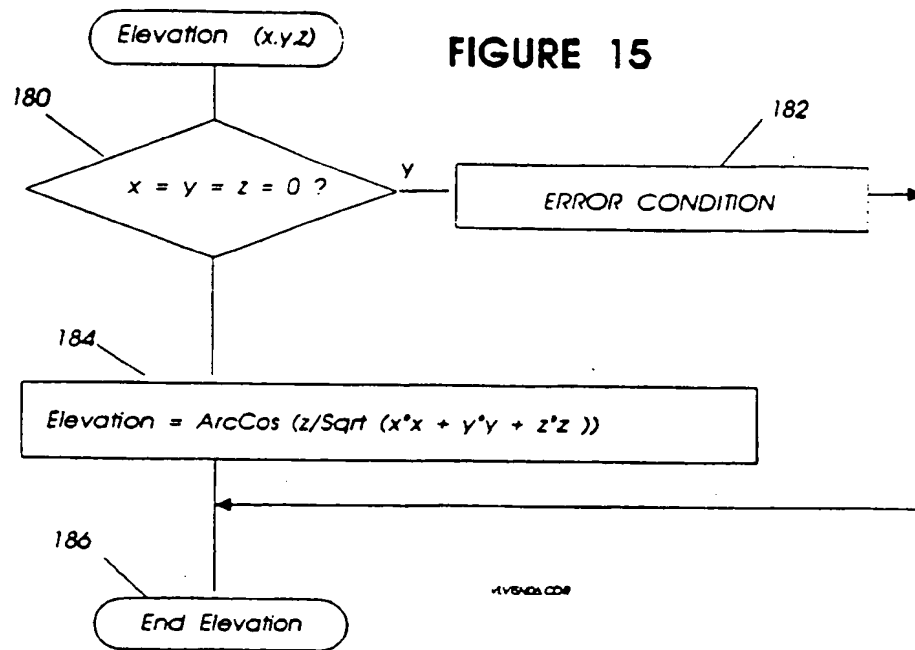 Elevation (x.y.z)
FIGURE 15
180
182
x = y = z = 0 ?
Y
ERROR CONDITION
184
Elevation = ArcCos (z/Sqrt (x*x + y*y + z*z ))
186
End Elevation